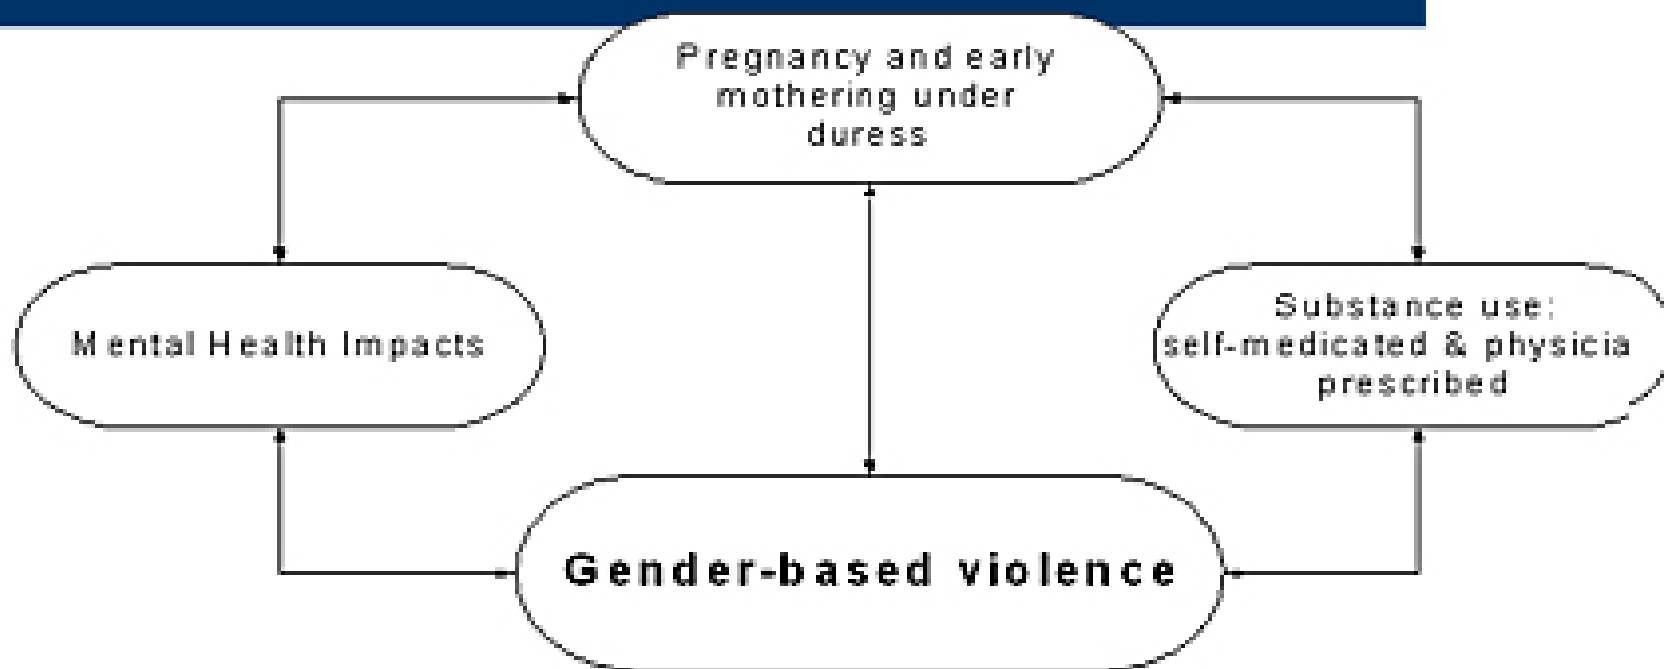 Pregnancy and early
mothering under
duress
Mental Health Impacts
Substance use:
self-medicated & physicia
prescribed
Gender-based violence